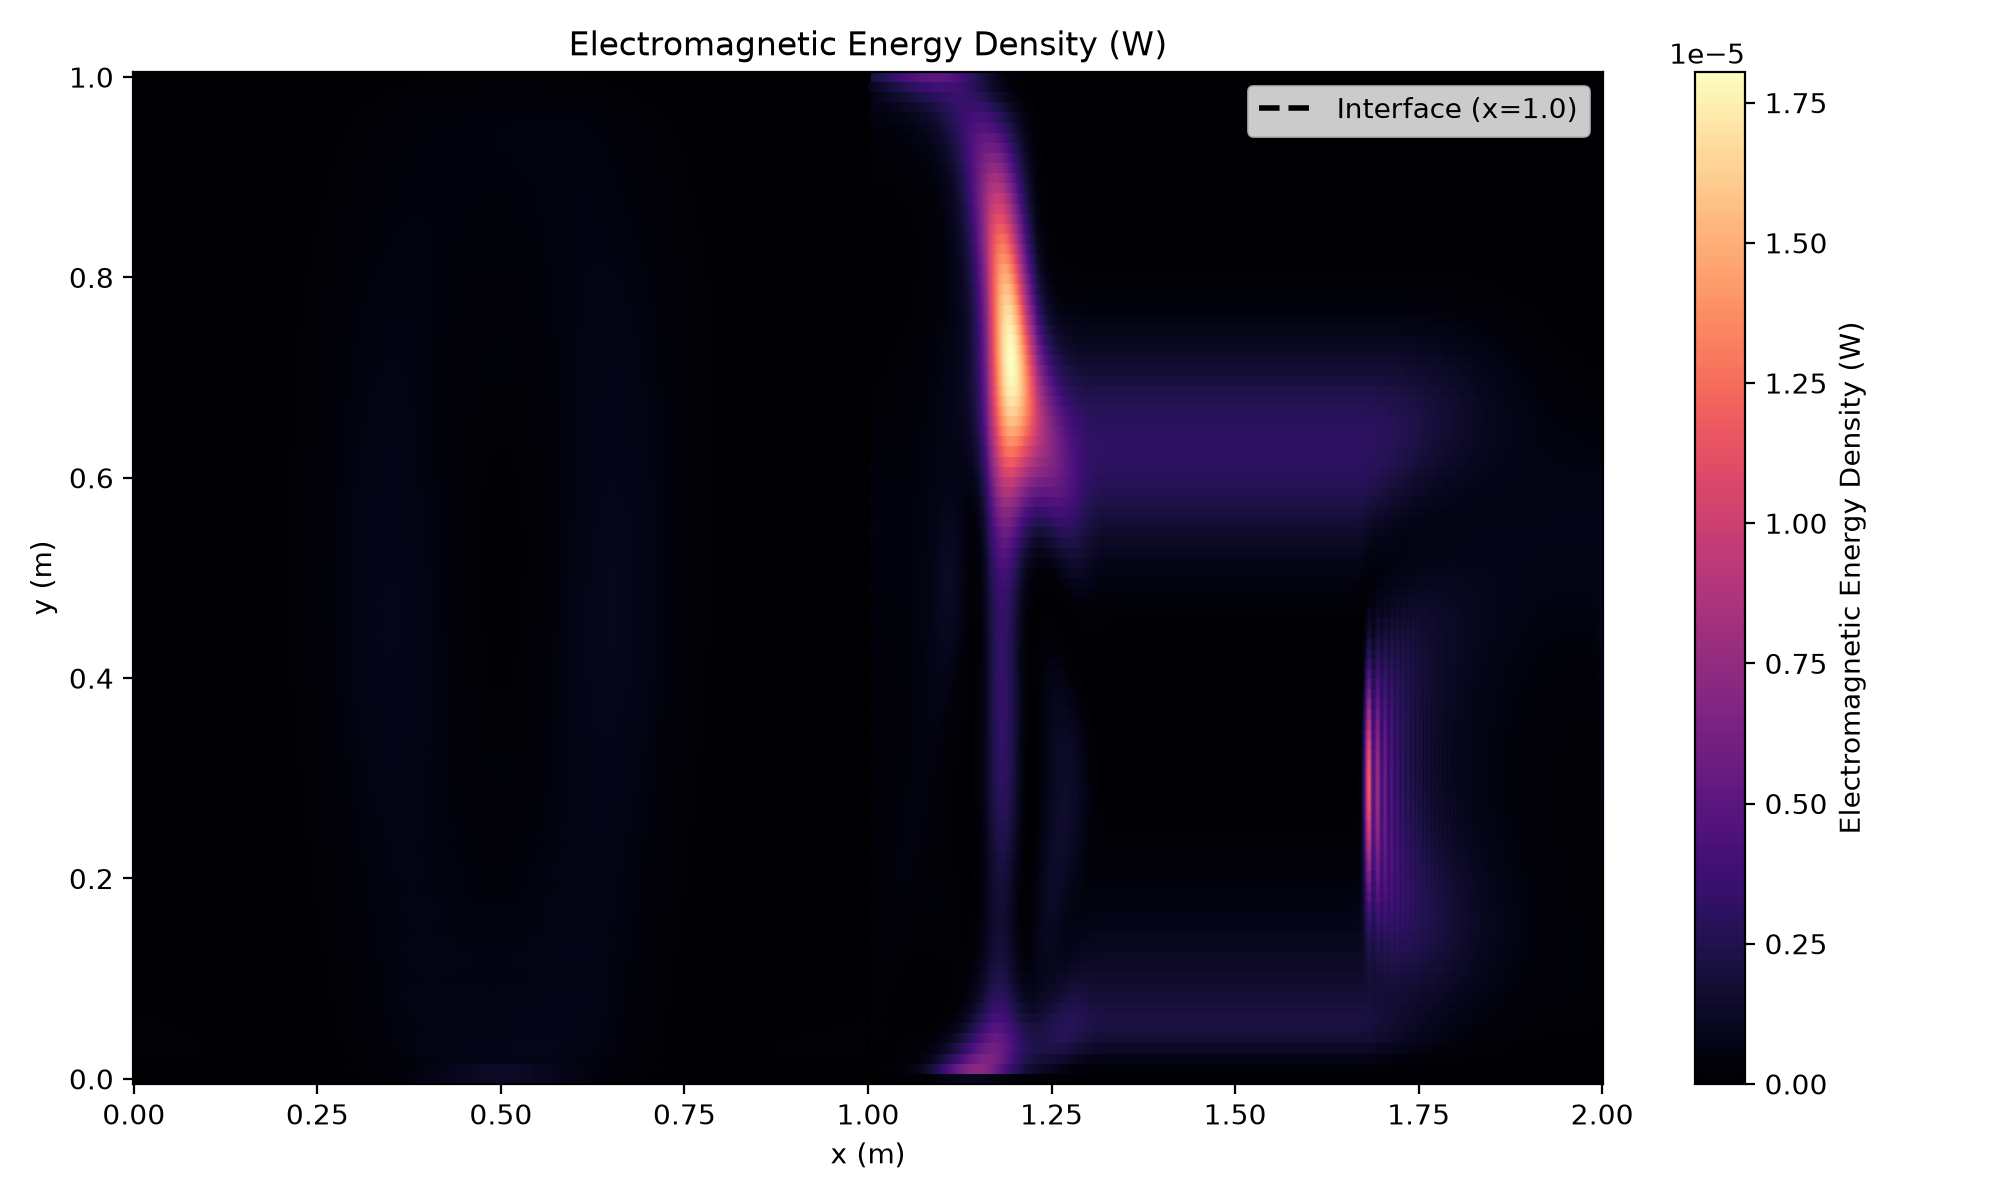 Electromagnetic Energy Density (W)
1e−5
Interface (x=1.0)
1.0
0.8
0.6
0.4
0.2
0.0
y (m)
0.00 0.25 0.50 0.75 1.00 1.25 1.50 1.75 2.00
x (m)
1.75
1.50
1.25
1.00
0.75
0.50
0.25
0.00
Electromagnetic Energy Density (W)